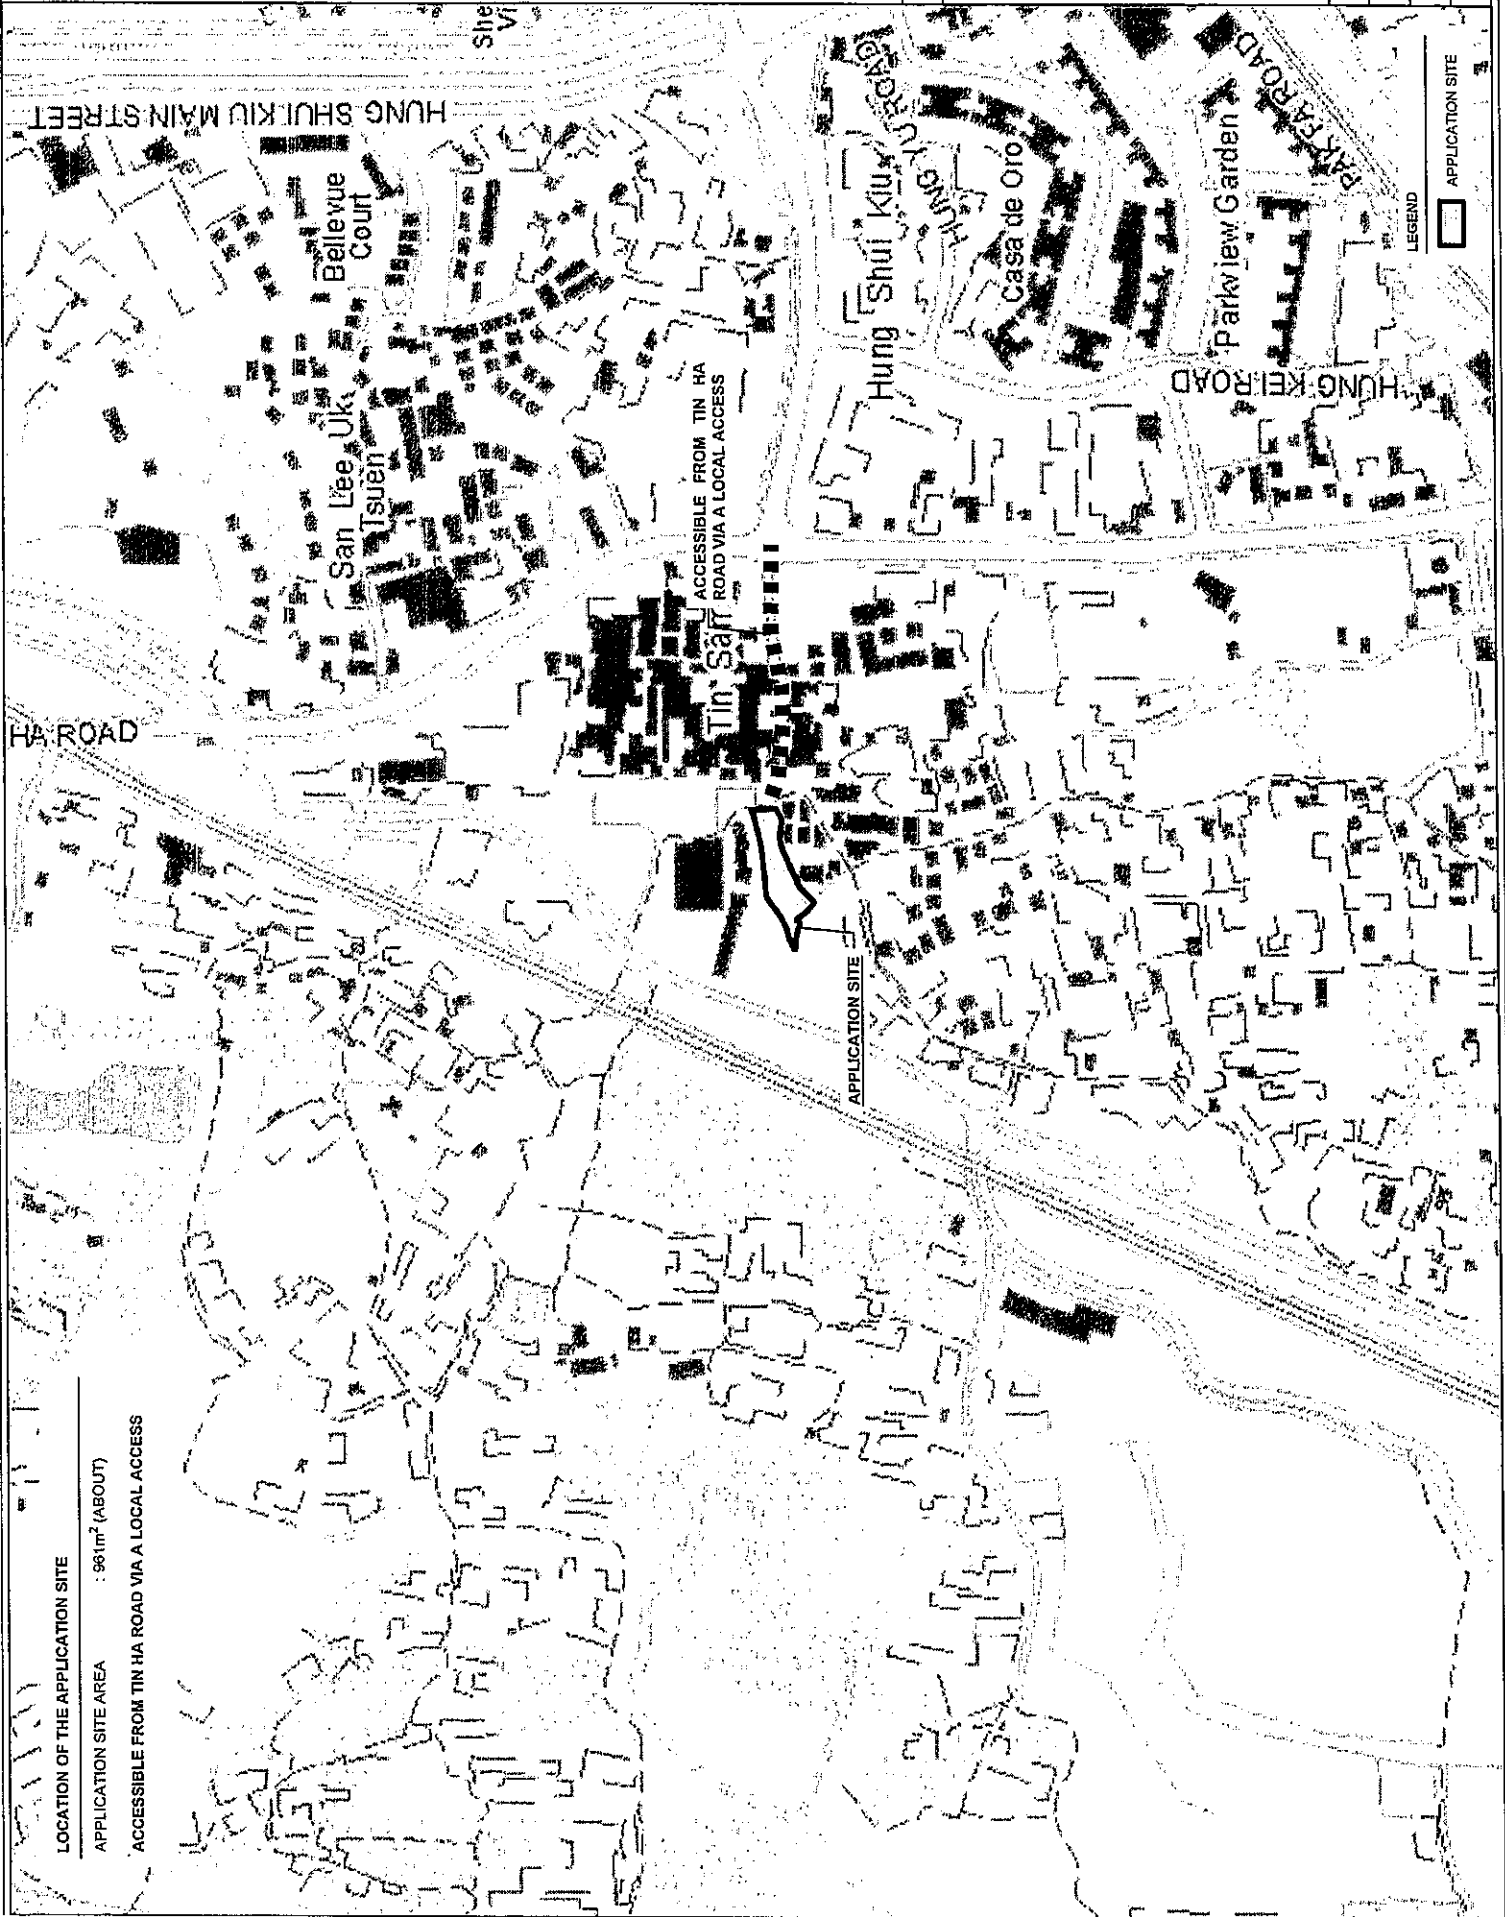 LOCATION OF THE APPLICATION SITE
APPLICATION SITE AREA : 961m² (ABOUT)
ACCESSIBLE FROM TIN HA ROAD VIA A LOCAL ACCESS
HA ROAD
HUNG SHUI KIU MAIN STREET
She
Vi
Bellevue
Court
San Lee Uk
Tsuen
ACCESSIBLE FROM TIN HA
ROAD VIA A LOCAL ACCESS
Tin Sam
APPLICATION SITE
Hung Shui Kiu
HUNG YU ROAD
Casa de Oro
Parkview Garden
HUNG KEI ROAD
ROAD
LEGEND
APPLICATION SITE